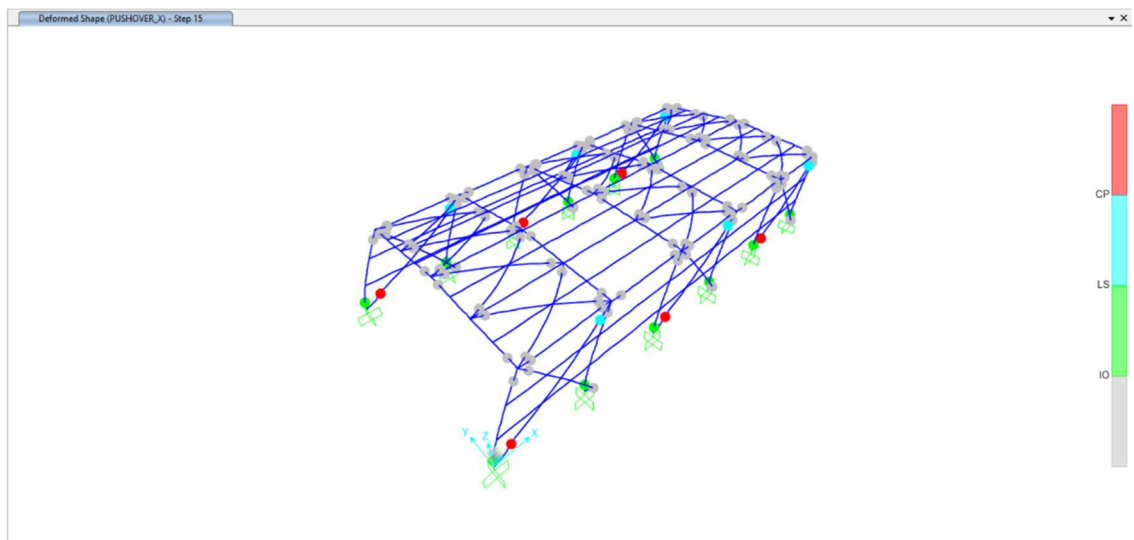 Deformed Shape (PUSHOVER_X) - Step 15
CP
LS
IO
Y
Z
X